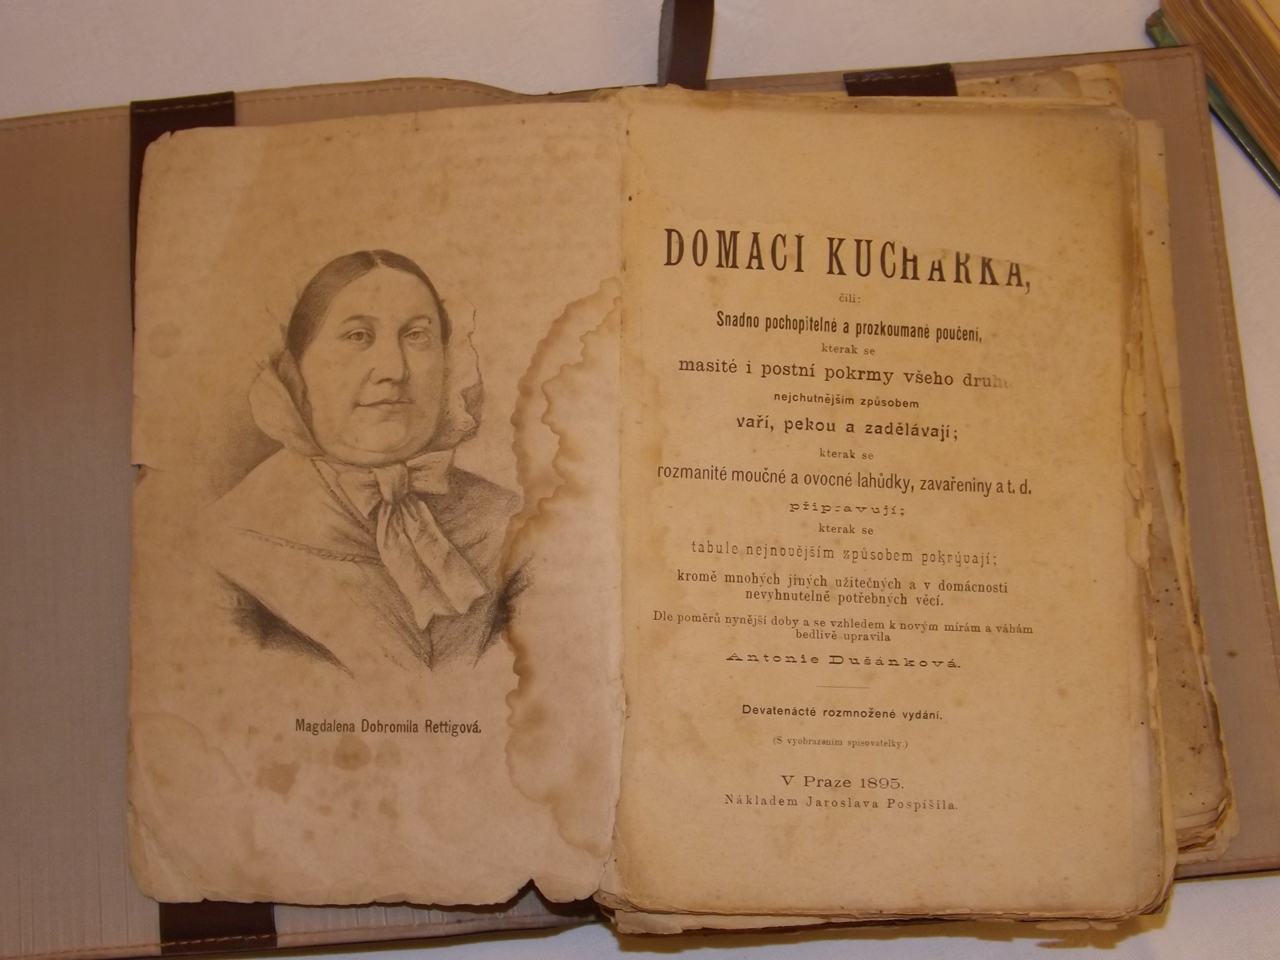 Magdalena Dobromila Rettigová.
DOMACÍ KUCHAŘKA,
čili:
Snadno pochopitelné a prozkoumané poučení,
kterak se
masité i postní pokrmy všeho druhu
nejchutnějším způsobem
vaří, pekou a zadělávají;
kterak se
rozmanité moučné a ovocné lahůdky, zavařeniny a t. d.
připravují;
kterak se
tabule nejnovějším způsobem pokrývají;
kromě mnohých jiných užitečných a v domácnosti
nevyhnutelně potřebných věcí.
Dle poměrů nynější doby a se vzhledem k novým mírám a váhám
bedlivě upravila
Antonie Dušánková.
Devatenácté rozmnožené vydání.
(S vyobrazením spisovatelky.)
V Praze 1895.
Nákladem Jaroslava Pospíšila.